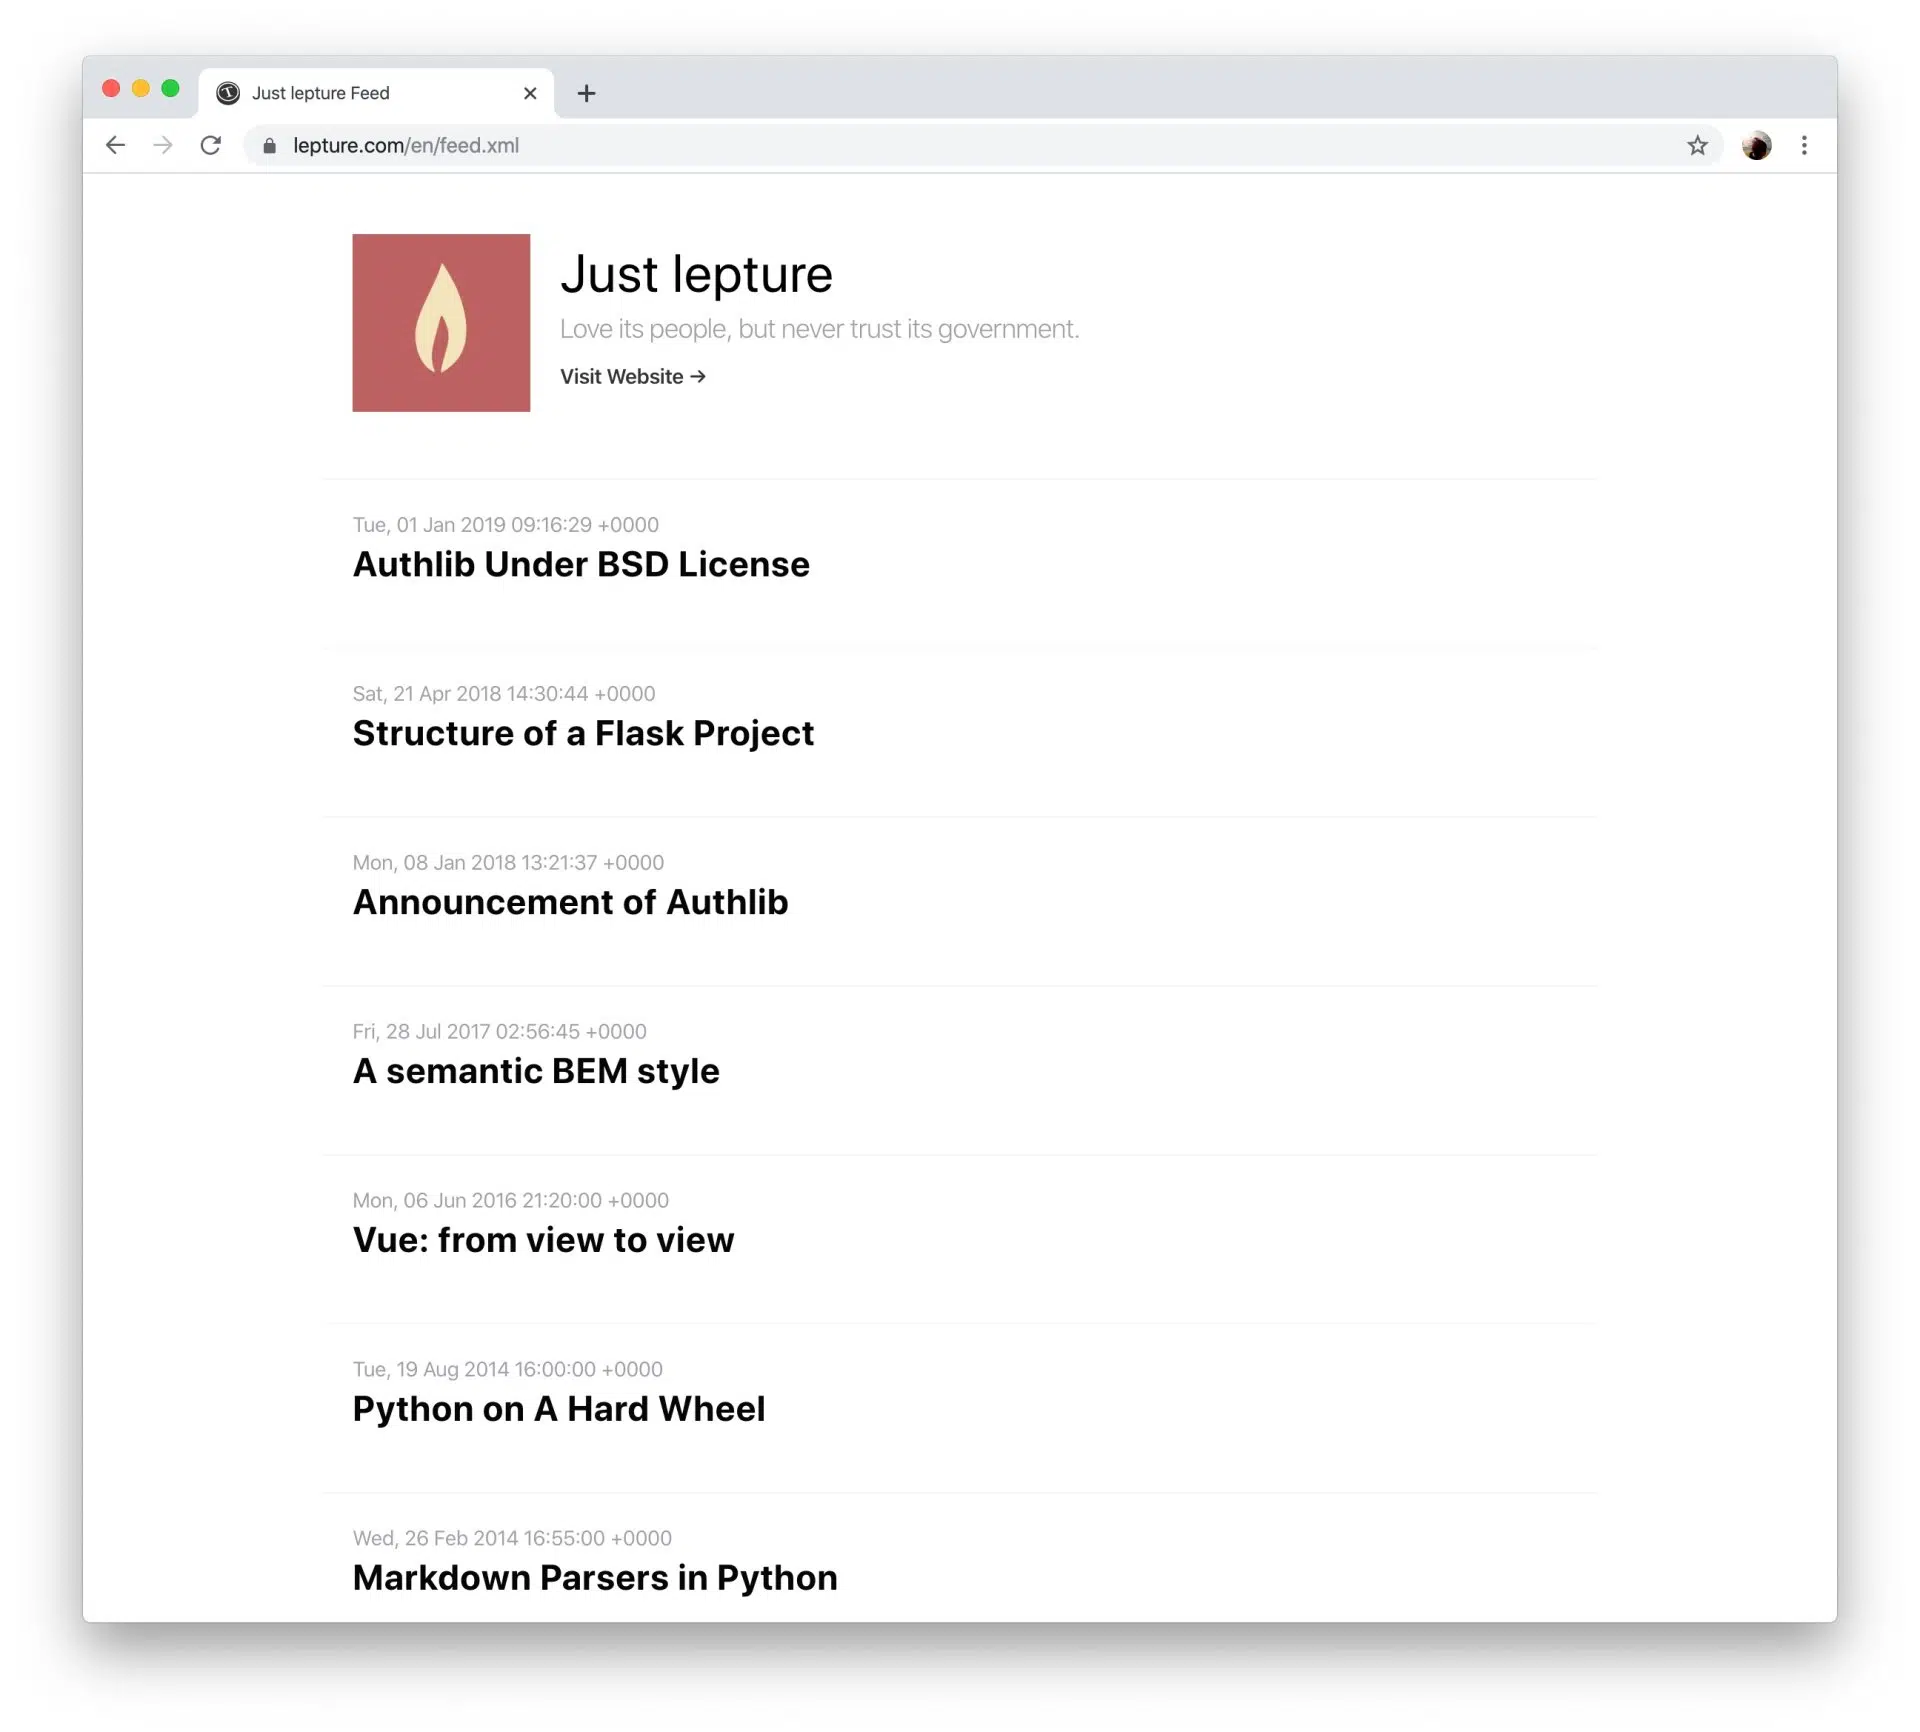 Just lepture Feed
lepture.com/en/feed.xml
Just lepture
Love its people, but never trust its government.
Visit Website →
Tue, 01 Jan 2019 09:16:29 +0000
Authlib Under BSD License
Sat, 21 Apr 2018 14:30:44 +0000
Structure of a Flask Project
Mon, 08 Jan 2018 13:21:37 +0000
Announcement of Authlib
Fri, 28 Jul 2017 02:56:45 +0000
A semantic BEM style
Mon, 06 Jun 2016 21:20:00 +0000
Vue: from view to view
Tue, 19 Aug 2014 16:00:00 +0000
Python on A Hard Wheel
Wed, 26 Feb 2014 16:55:00 +0000
Markdown Parsers in Python